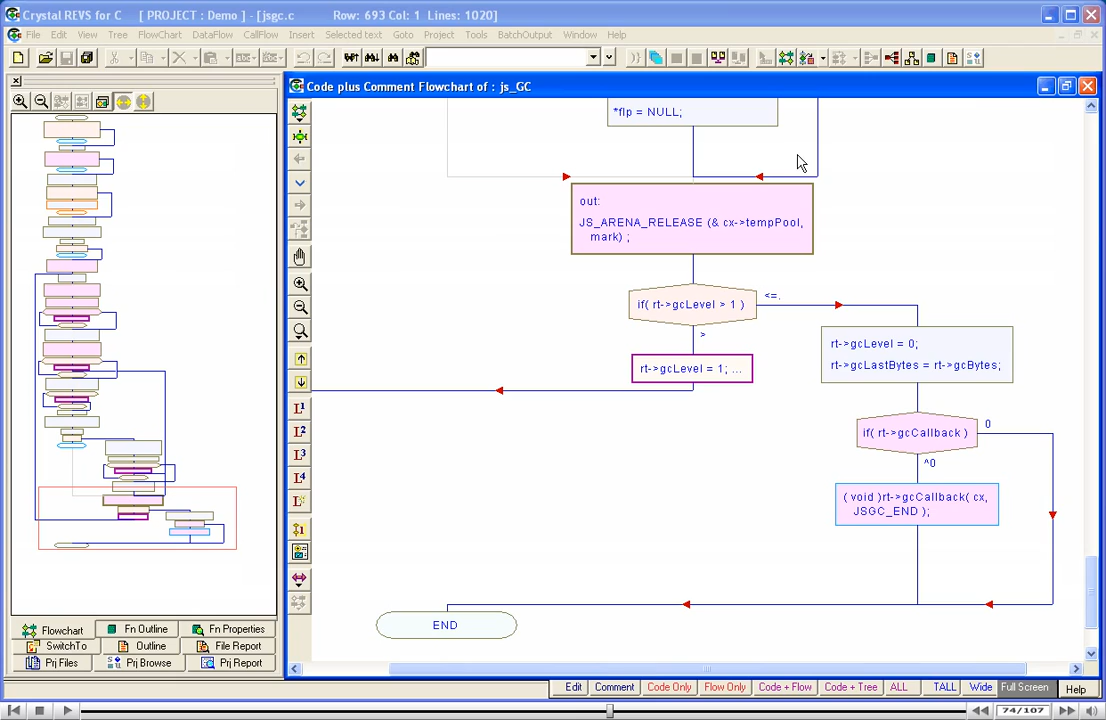 Crystal REVS for C [ PROJECT : Demo ] - [jsgc.c Row: 693 Col: 1 Lines: 1020]
File Edit View Tree FlowChart DataFlow CallFlow Insert Selected text Goto Project Tools BatchOutput Window Help
Code plus Comment Flowchart of : js_GC
*flp = NULL;
out:
JS_ARENA_RELEASE (& cx->tempPool,
mark) ;
if( rt->gcLevel > 1 )
<=.
>
rt->gcLevel = 1; ...
rt->gcLevel = 0;
rt->gcLastBytes = rt->gcBytes;
if( rt->gcCallback )
0
^0
( void )rt->gcCallback( cx,
JSGC_END );
END
L1
L2
L3
L4
L
Flowchart Fn Outline Fn Properties
SwitchTo Outline File Report
Prj Files Prj Browse Prj Report
Edit Comment Code Only Flow Only Code + Flow Code + Tree ALL TALL Wide Full Screen Help
74/107